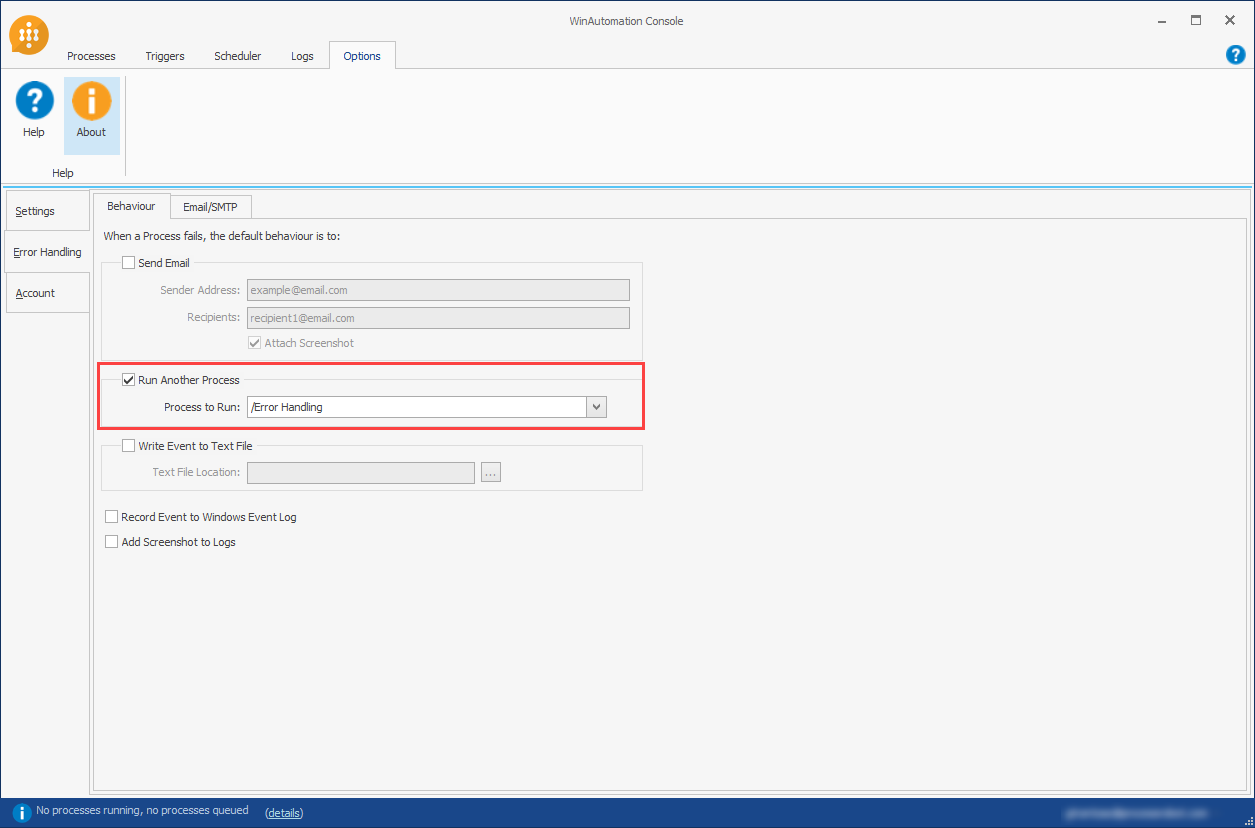 WinAutomation Console
Processes Triggers Scheduler Logs Options
?
? i
Help About
Help
Settings
Error Handling
Account
Behaviour Email/SMTP
When a Process fails, the default behaviour is to:
Send Email
Sender Address: example@email.com
Recipients: recipient1@email.com
Attach Screenshot
Run Another Process
Process to Run: /Error Handling
Write Event to Text File
Text File Location: ...
Record Event to Windows Event Log
Add Screenshot to Logs
i No processes running, no processes queued (details)